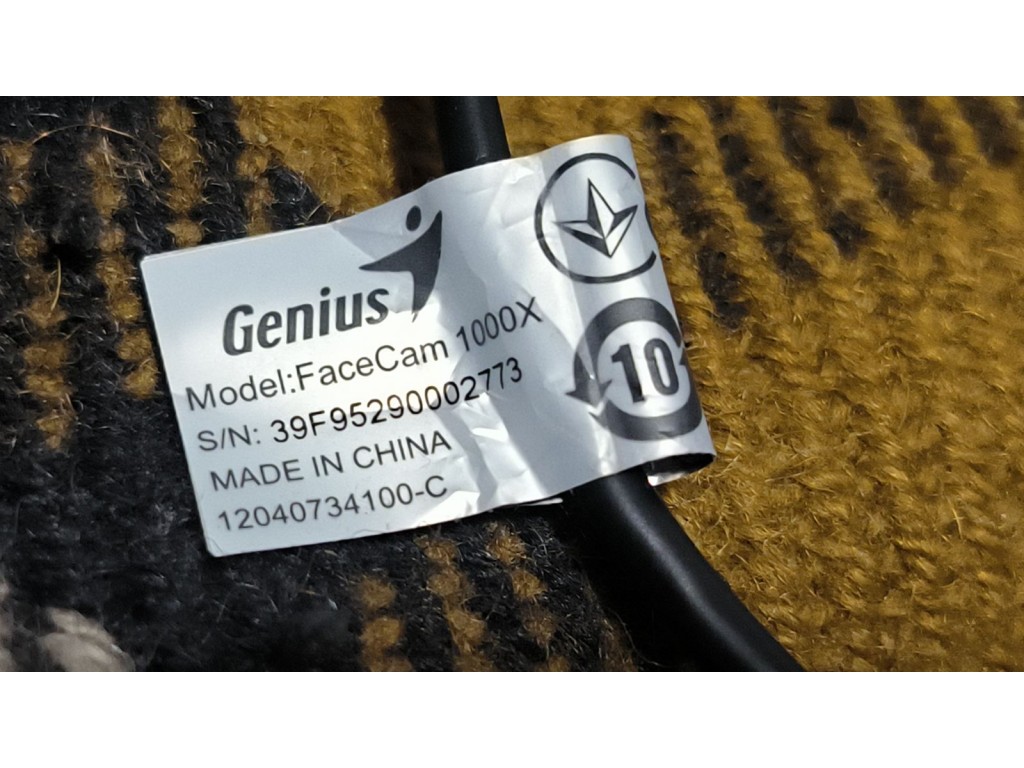 Genius
Model:FaceCam 1000X
S/N: 39F95290002773
MADE IN CHINA
12040734100-C
10